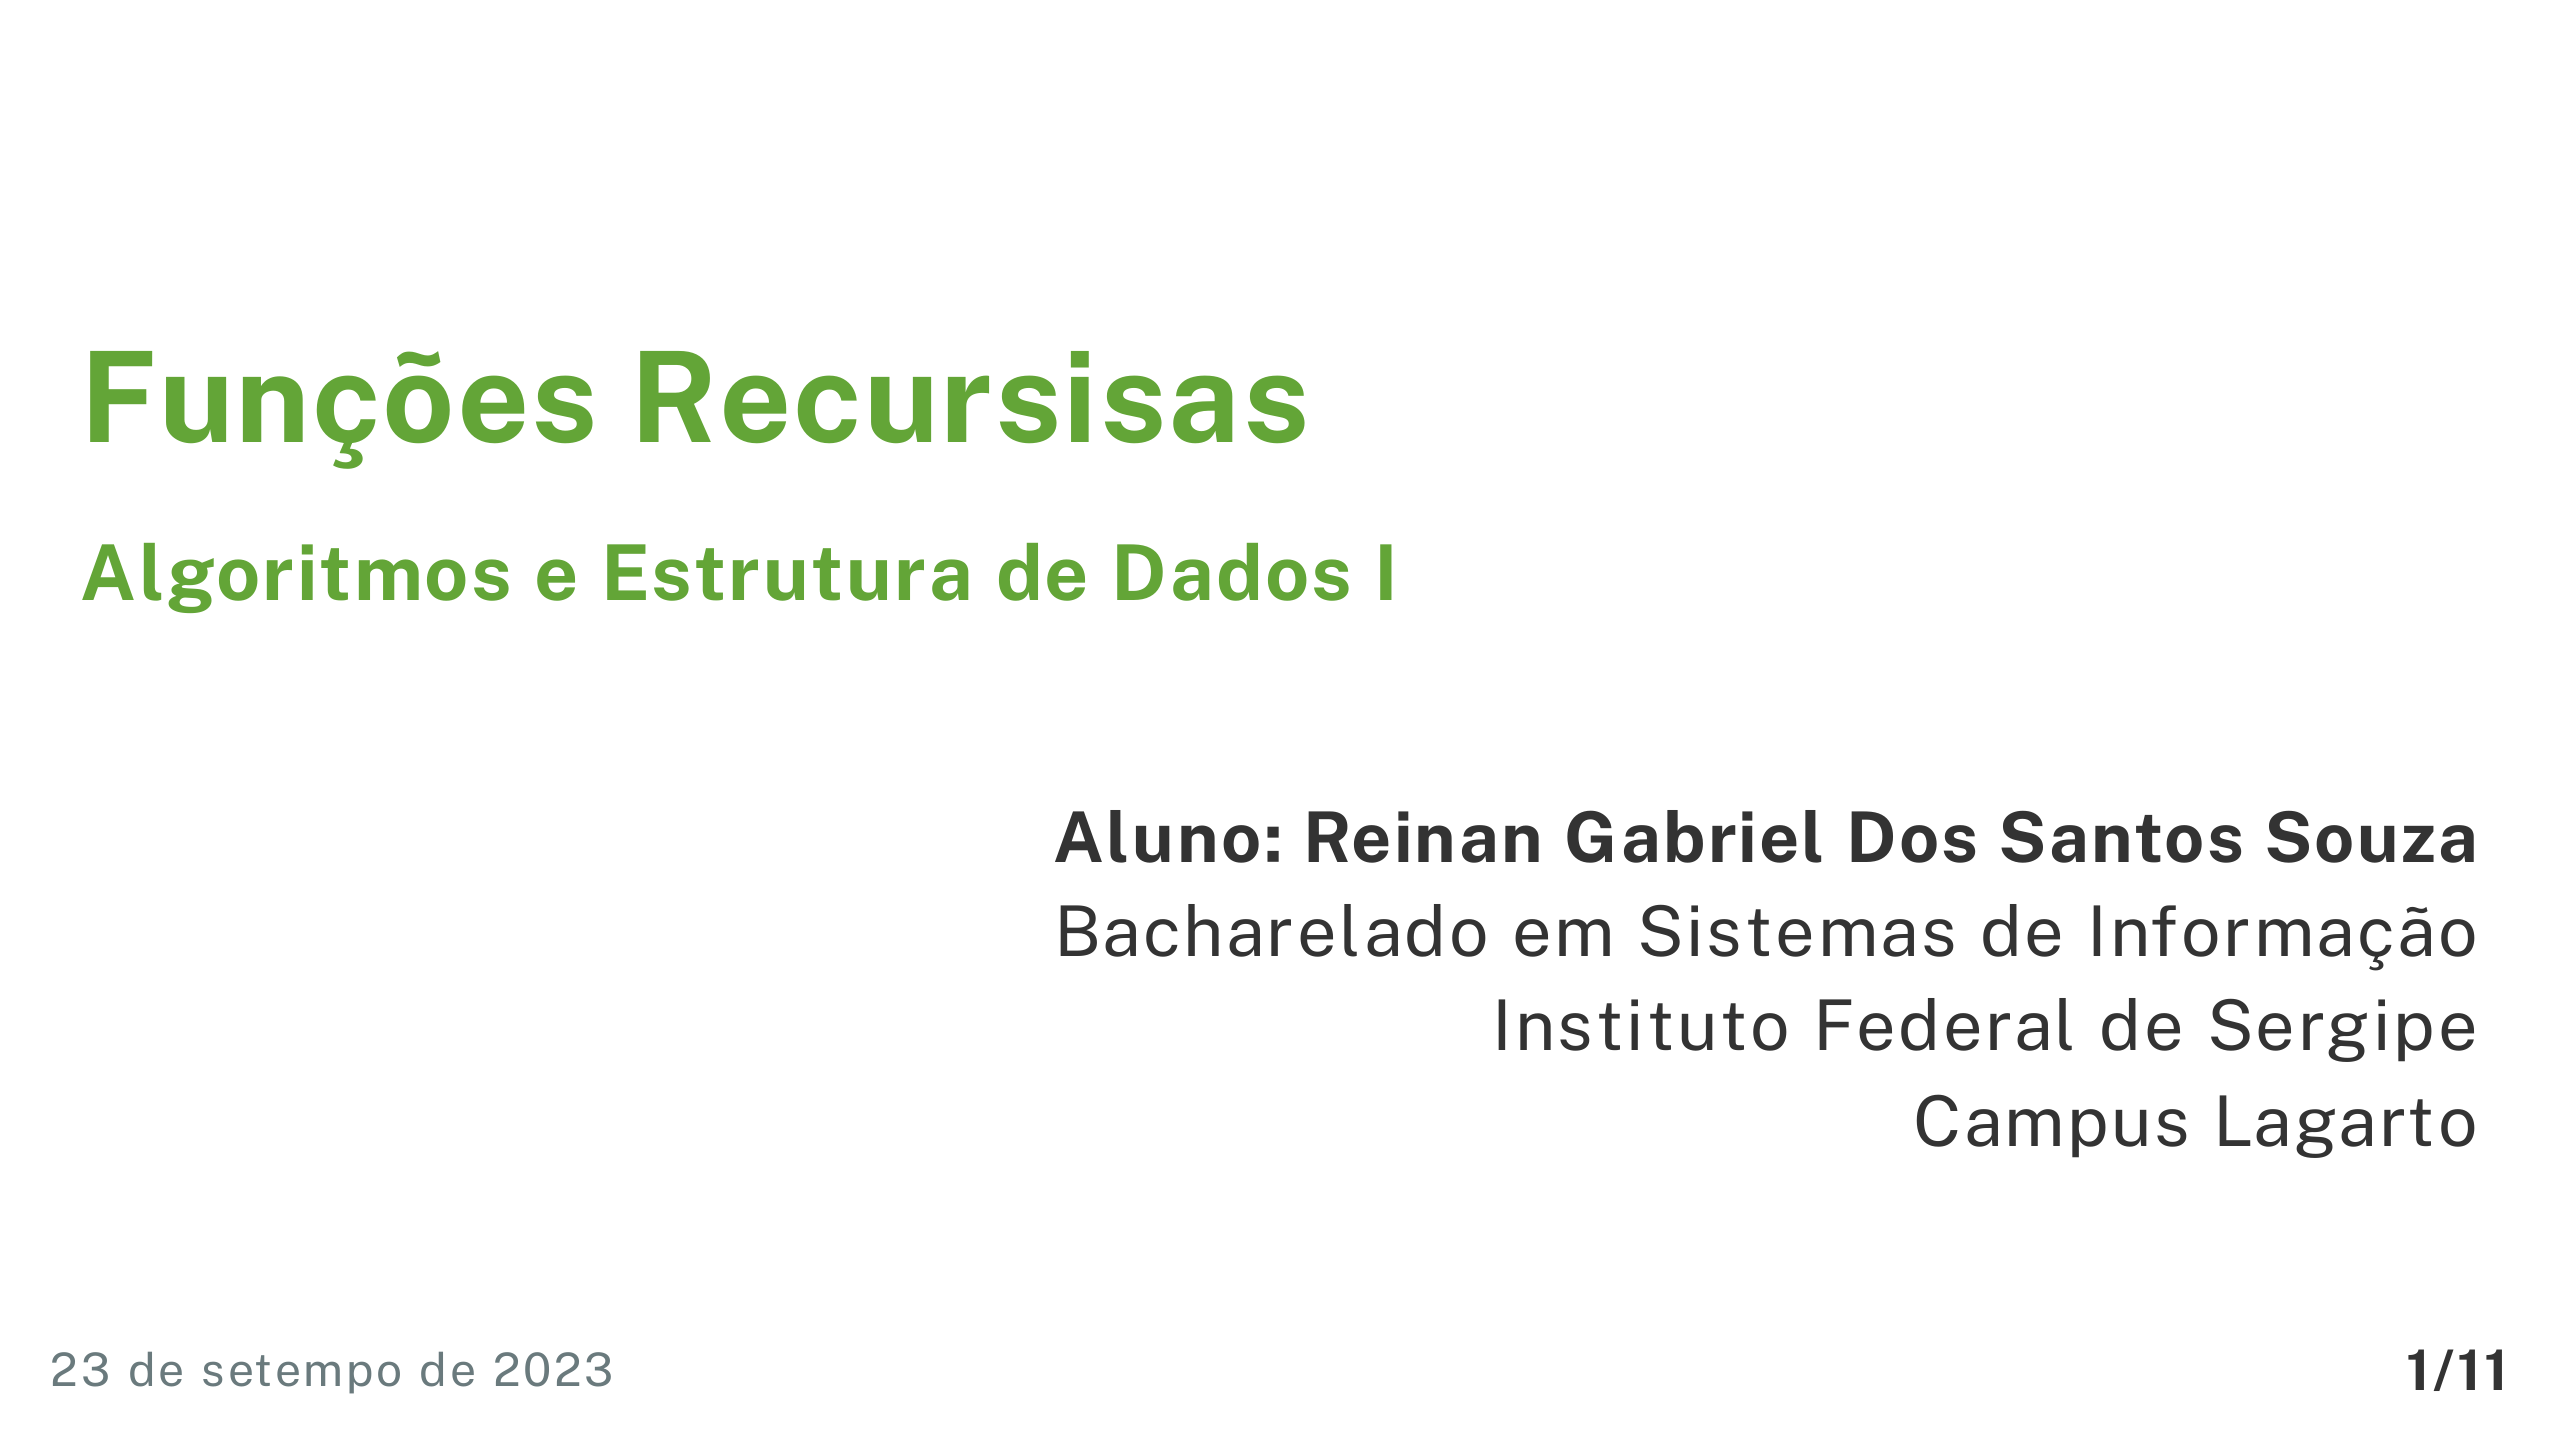 Funções Recursisas
Algoritmos e Estrutura de Dados I
Aluno: Reinan Gabriel Dos Santos Souza
Bacharelado em Sistemas de Informação
Instituto Federal de Sergipe
Campus Lagarto
23 de setempo de 2023
1/11